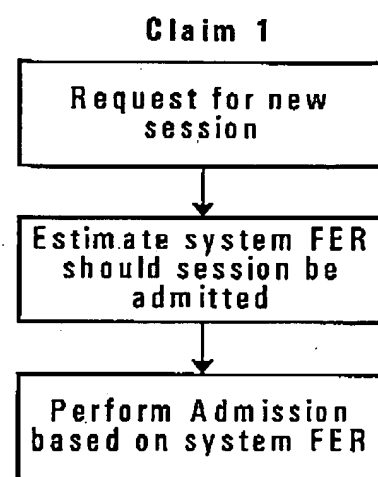 Claim 1
Request for new
session
Estimate system FER
should session be
admitted
Perform Admission
based on system FER